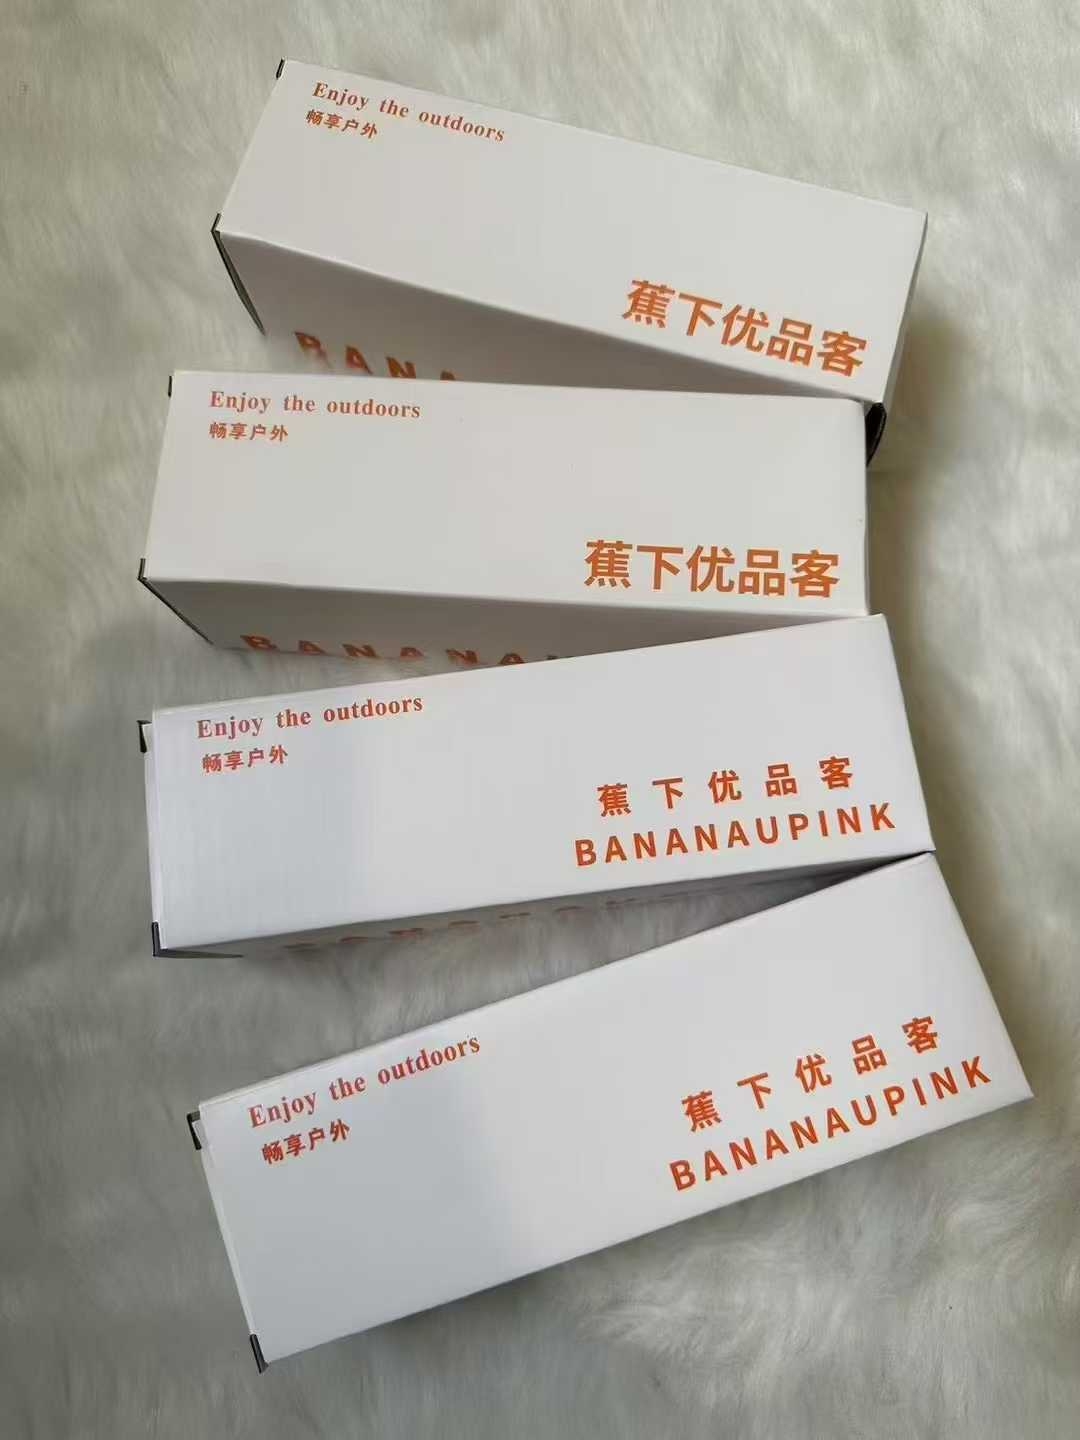 Enjoy the outdoors
畅享户外
蕉下优品客
BANANA
Enjoy the outdoors
畅享户外
蕉下优品客
BANANAU
Enjoy the outdoors
畅享户外
蕉下优品客
BANANAUPINK
Enjoy the outdoors
畅享户外
蕉下优品客
BANANAUPINK